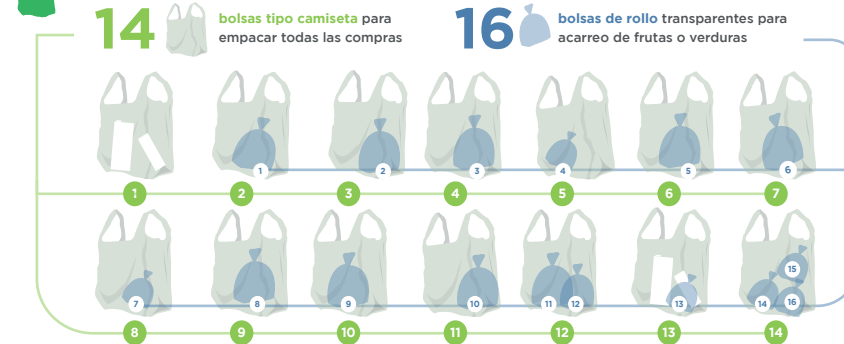 14 bolsas tipo camiseta para
empacar todas las compras
16 bolsas de rollo transparentes para
acarreo de frutas o verduras
1 2 3 4 5 6
1 2 3 4 5 6 7
7 8 9 10 11 12 13 14 15 16
8 9 10 11 12 13 14